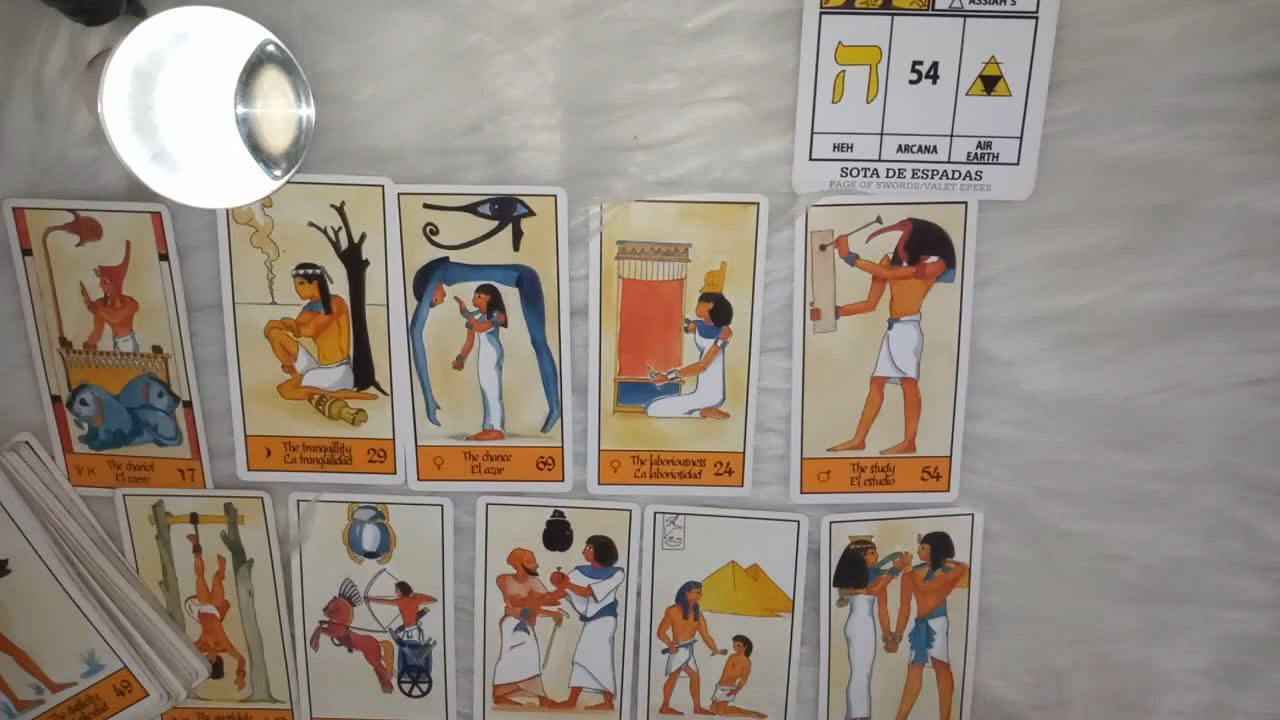 ASSIAH'S
ה
54
HEH
ARCANA
AIR
EARTH
SOTA DE ESPADAS
PAGE OF SWORDS/VALET EPEES
The chariot
El carro
17
The tranquillity
La tranquilidad
29
The chance
El azar
69
The laboriousness
La laboriosidad
24
The study
El estudio
54
49
The apostolate